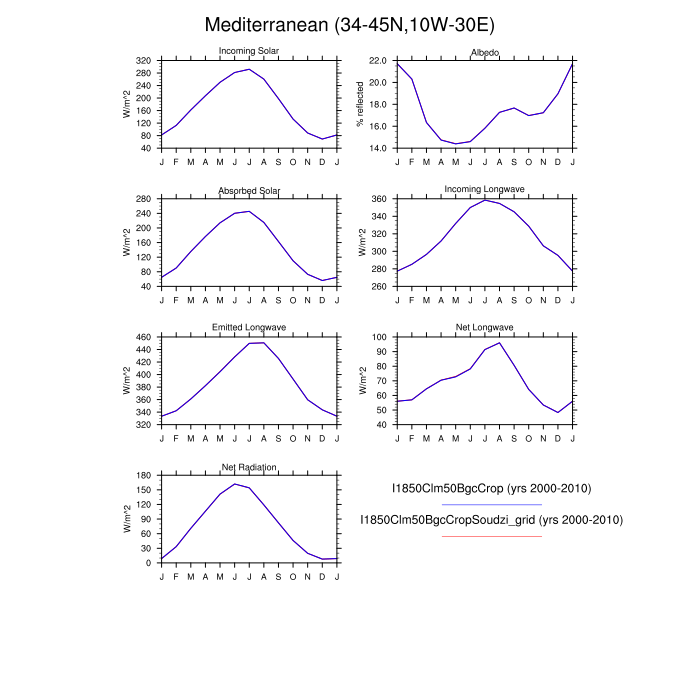 Mediterranean (34-45N,10W-30E)
Incoming Solar
W/m^2
320
280
240
200
160
120
80
40
J F M A M J J A S O N D J
Albedo
% reflected
22.0
20.0
18.0
16.0
14.0
J F M A M J J A S O N D J
Absorbed Solar
W/m^2
280
240
200
160
120
80
40
J F M A M J J A S O N D J
Incoming Longwave
W/m^2
360
340
320
300
280
260
J F M A M J J A S O N D J
Emitted Longwave
W/m^2
460
440
420
400
380
360
340
320
J F M A M J J A S O N D J
Net Longwave
W/m^2
100
90
80
70
60
50
40
J F M A M J J A S O N D J
Net Radiation
W/m^2
180
150
120
90
60
30
0
J F M A M J J A S O N D J
I1850Clm50BgcCrop (yrs 2000-2010)
I1850Clm50BgcCropSoudzi_grid (yrs 2000-2010)